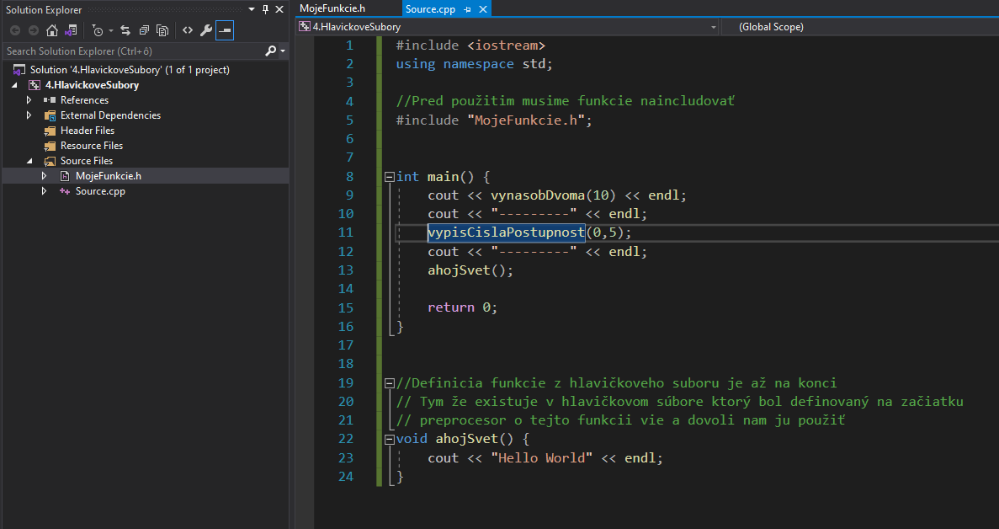 Solution Explorer
Search Solution Explorer (Ctrl+ô)
Solution '4.HlavickoveSubory' (1 of 1 project)
4.HlavickoveSubory
References
External Dependencies
Header Files
Resource Files
Source Files
MojeFunkcie.h
Source.cpp
MojeFunkcie.h
Source.cpp
4.HlavickoveSubory
(Global Scope)
1 #include <iostream>
2 using namespace std;
3
4 //Pred použitim musime funkcie naincludovať
5 #include "MojeFunkcie.h";
6
7
8 int main() {
9 cout << vynasobDvoma(10) << endl;
10 cout << "---------" << endl;
11 vypisCislaPostupnost(0,5);
12 cout << "---------" << endl;
13 ahojSvet();
14
15 return 0;
16 }
17
18
19 //Definicia funkcie z hlavičkoveho suboru je až na konci
20 // Tym že existuje v hlavičkovom súbore ktorý bol definovaný na začiatku
21 // preprocesor o tejto funkcii vie a dovoli nam ju použiť
22 void ahojSvet() {
23 cout << "Hello World" << endl;
24 }